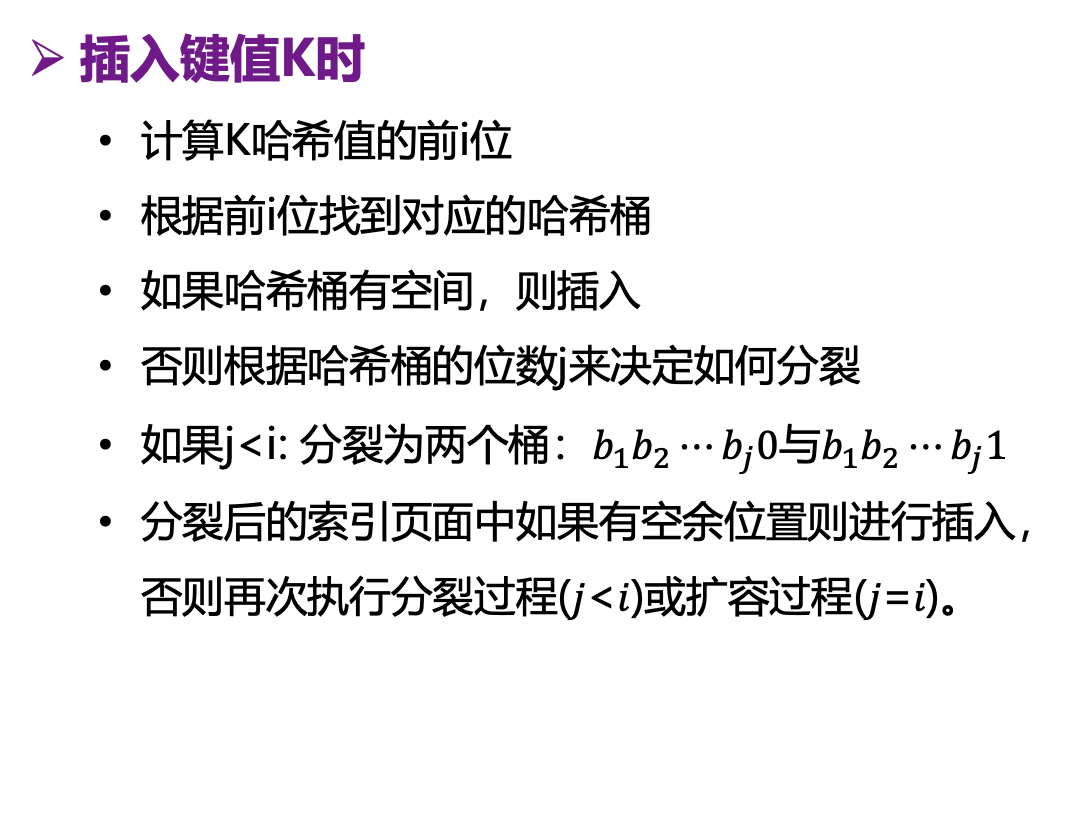 ➢ 插入键值K时
• 计算K哈希值的前i位
• 根据前i位找到对应的哈希桶
• 如果哈希桶有空间，则插入
• 否则根据哈希桶的位数j来决定如何分裂
• 如果j<i: 分裂为两个桶：b₁b₂ ⋯ bⱼ0与b₁b₂ ⋯ bⱼ1
• 分裂后的索引页面中如果有空余位置则进行插入，
否则再次执行分裂过程(j<i)或扩容过程(j=i)。